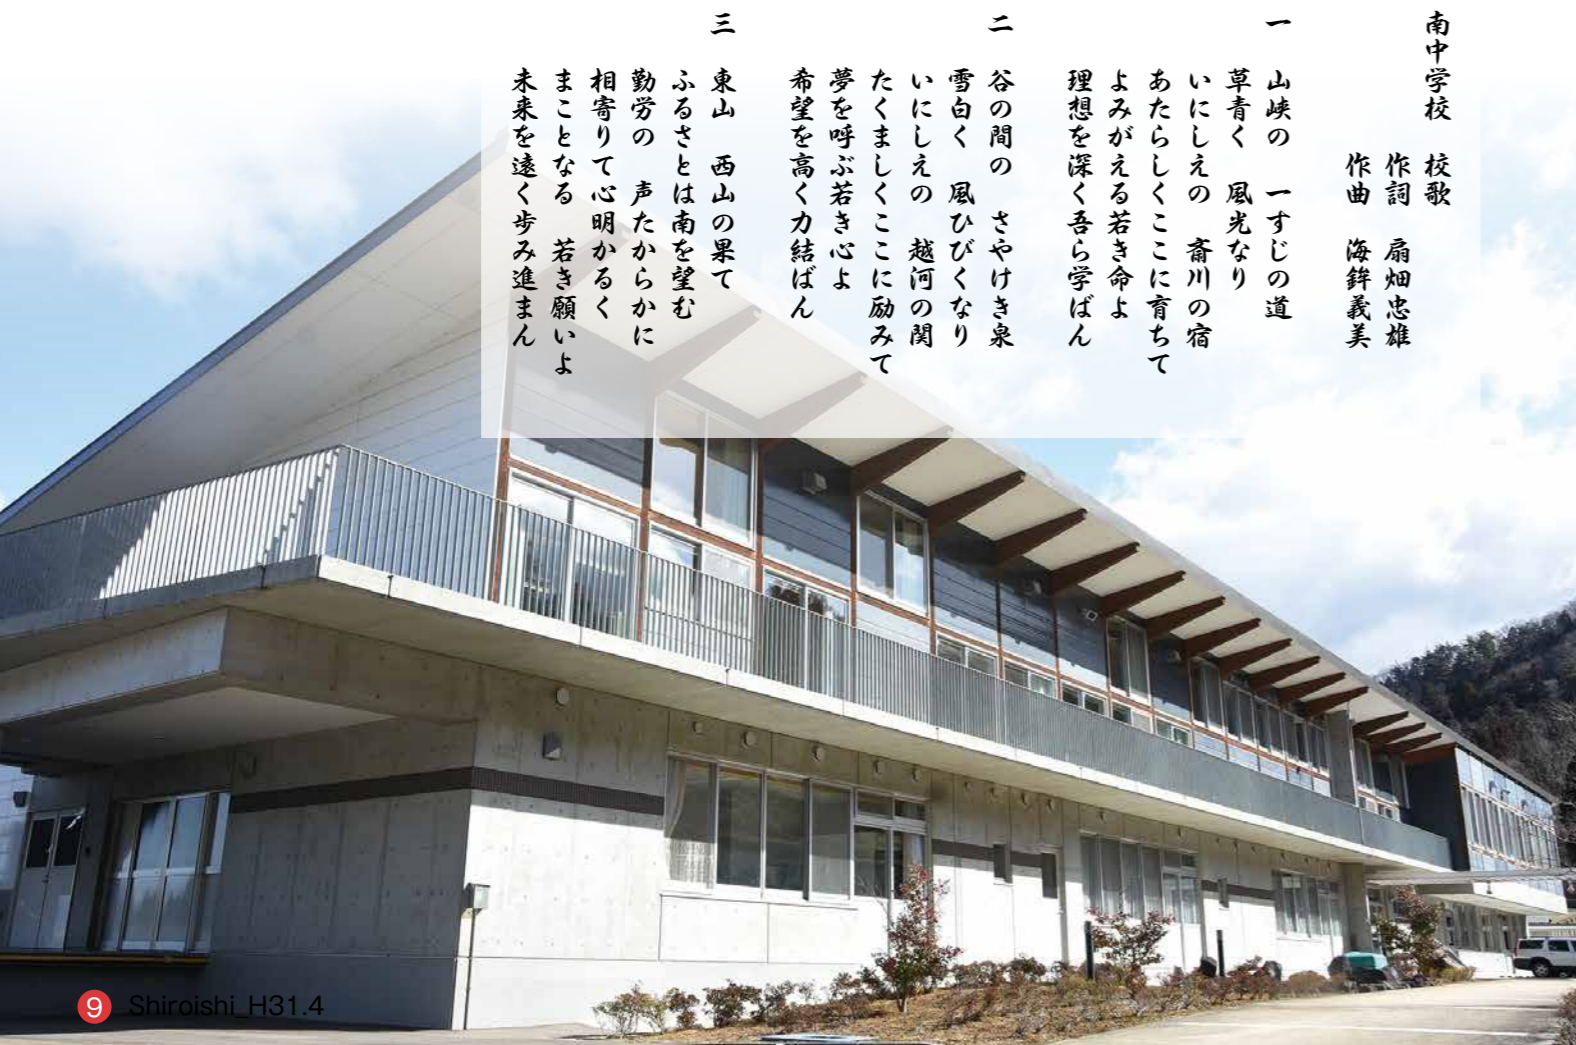 南中学校　校歌
作詞　扇畑忠雄
作曲　海鉾義美
一　山峡の　一すじの道
草青く　風光なり
いにしえの　斎川の宿
あたらしくここに育ちて
よみがえる若き命よ
理想を深く吾ら学ばん
二　谷の間の　さやけき泉
雪白く　風ひびくなり
いにしえの　越河の関
たくましくここに励みて
夢を呼ぶ若き心よ
希望を高く力結ばん
三　東山　西山の果て
ふるさとは南を望む
勤労の　声たからかに
相寄りて心明かるく
まことなる　若き願いよ
未来を遠く歩み進まん
9 Shiroishi_H31.4